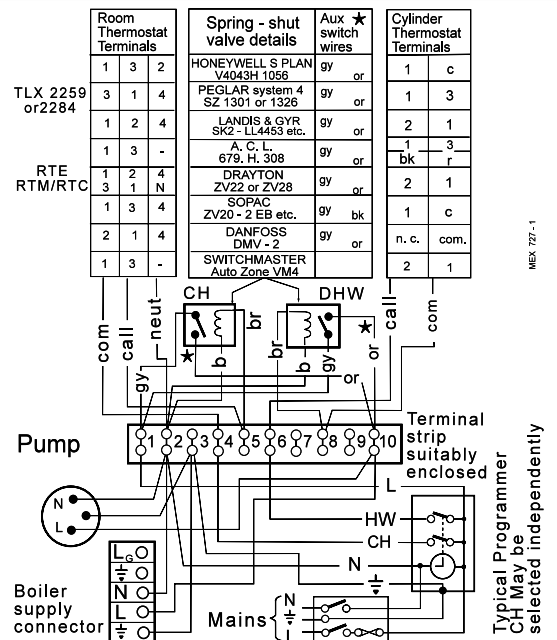 Room Thermostat Terminals
Spring - shut valve details
Aux ★ switch wires
Cylinder Thermostat Terminals
1 3 2
HONEYWELL S PLAN V4043H 1056
gy or
1 c
TLX 2259 or2284
3 1 4
PEGLAR system 4 SZ 1301 or 1326
gy or
1 3
1 2 4
LANDIS & GYR SK2 - LL4453 etc.
gy or
2 1
1 3 -
A. C. L. 679. H. 308
gy or
1 3
bk r
RTE RTM/RTC
1 2 4
3 1 N
DRAYTON ZV22 or ZV28
gy or
2 1
1 3 4
SOPAC ZV20 - 2 EB etc.
gy bk
1 c
2 1 4
DANFOSS DMV - 2
gy or
n. c. com.
1 3 -
SWITCHMASTER Auto Zone VM4
2 1
MEX 727 - 1
CH
DHW
com
call
neut
br
br
call
com
★
★
gy
b
b
gy
or
or
1 2 3 4 5 6 7 8 9 10
Terminal strip suitably enclosed
Pump
N
L
L
HW
CH
N
Typical Programmer
CH May be
selected independently
Boiler supply connector
LG
N
L
Mains
N
L